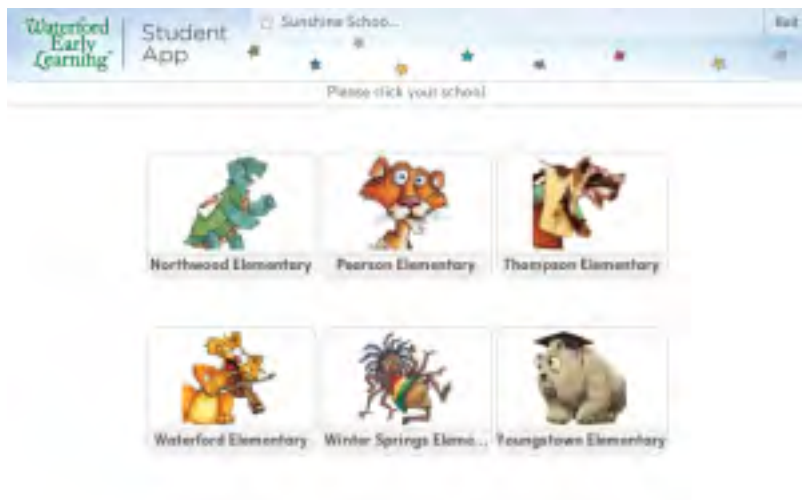 Waterford
Early
Learning
Student
App
Sunshine Schoo...
Exit
Please click your school
Northwood Elementary
Pearson Elementary
Thompson Elementary
Waterford Elementary
Winter Springs Eleme...
Youngstown Elementary